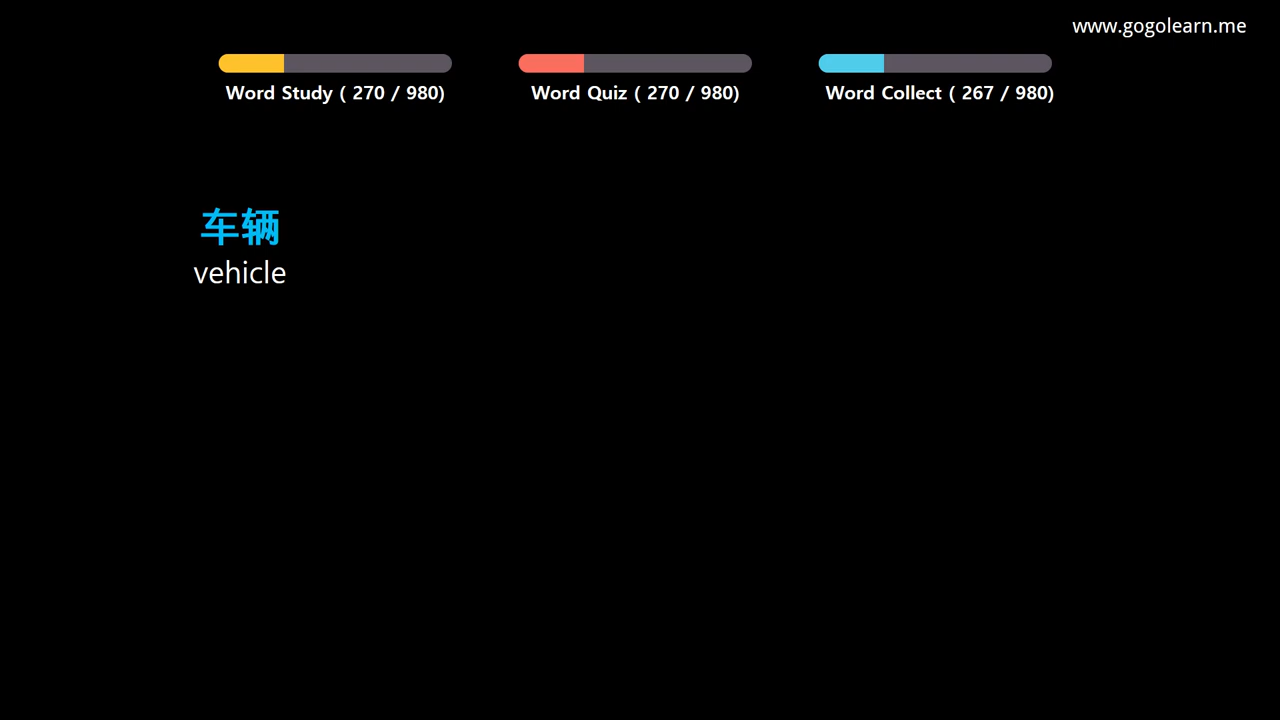 www.gogolearn.me
Word Study ( 270 / 980)
Word Quiz ( 270 / 980)
Word Collect ( 267 / 980)
车辆
vehicle